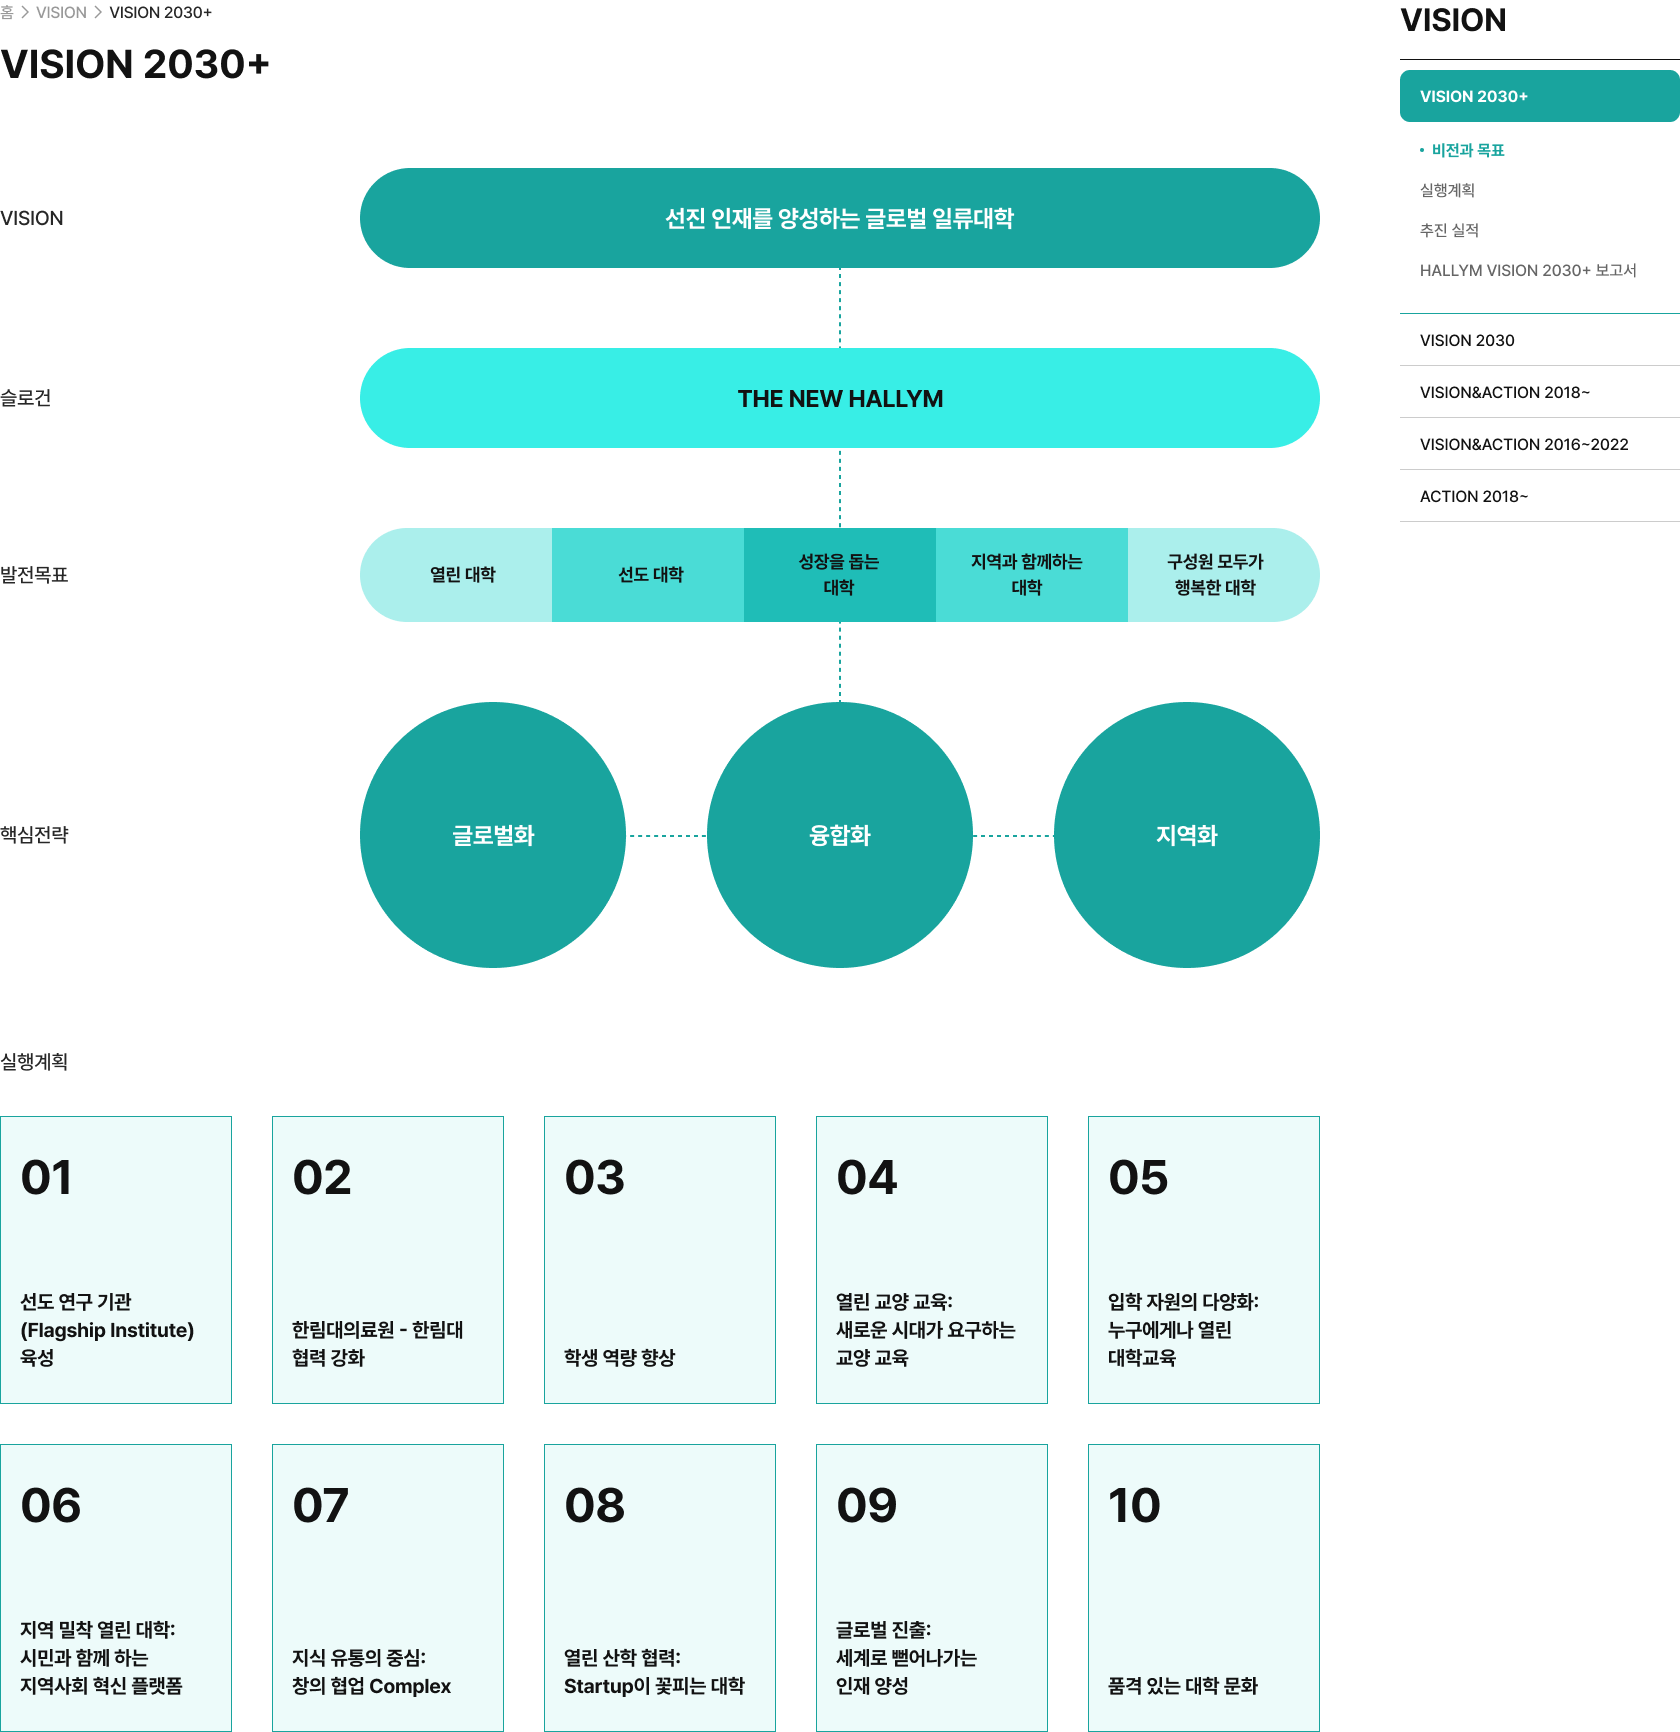 홈 > VISION > VISION 2030+
VISION 2030+
VISION
선진 인재를 양성하는 글로벌 일류대학
슬로건
THE NEW HALLYM
발전목표
열린 대학
선도 대학
성장을 돕는
대학
지역과 함께하는
대학
구성원 모두가
행복한 대학
핵심전략
글로벌화
융합화
지역화
실행계획
01
선도 연구 기관
(Flagship Institute)
육성
02
한림대의료원 - 한림대
협력 강화
03
학생 역량 향상
04
열린 교양 교육:
새로운 시대가 요구하는
교양 교육
05
입학 자원의 다양화:
누구에게나 열린
대학교육
06
지역 밀착 열린 대학:
시민과 함께 하는
지역사회 혁신 플랫폼
07
지식 유통의 중심:
창의 협업 Complex
08
열린 산학 협력:
Startup이 꽃피는 대학
09
글로벌 진출:
세계로 뻗어나가는
인재 양성
10
품격 있는 대학 문화
VISION
VISION 2030+
• 비전과 목표
실행계획
추진 실적
HALLYM VISION 2030+ 보고서
VISION 2030
VISION&ACTION 2018~
VISION&ACTION 2016~2022
ACTION 2018~